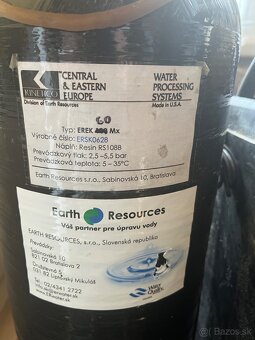 KINETICO
CENTRAL
& EASTERN
EUROPE
WATER
PROCESSING
SYSTEMS
Division of Earth Resources
Made in U.S.A.
60
Typ: EREK Mx
Výrobné číslo: ERSK062B
Náplň: Resin RS108B
Prevádzkový tlak: 2,5 -5,5 bar
Prevádzková teplota: 5 – 35°C
Earth Resources s.r.o., Sabinovská 10, Bratislava
Earth Resources
Váš partner pre úpravu vody
EARTH RESOURCES, s.r.o., Slovenská republika
Prevádzky:
Sabinovská 10
821 02 Bratislava 2
031 82 Liptovský Mikuláš
Tel.:
02/4341 2722
bazos.sk